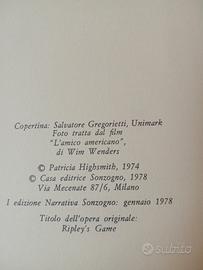 Copertina: Salvatore Gregorietti, Unimark
Foto tratta dal film
"L'amico americano",
di Wim Wenders
© Patricia Highsmith, 1974
© Casa editrice Sonzogno, 1978
Via Mecenate 87/6, Milano
I edizione Narrativa Sonzogno: gennaio 1978
Titolo dell'opera originale:
Ripley's Game
subito